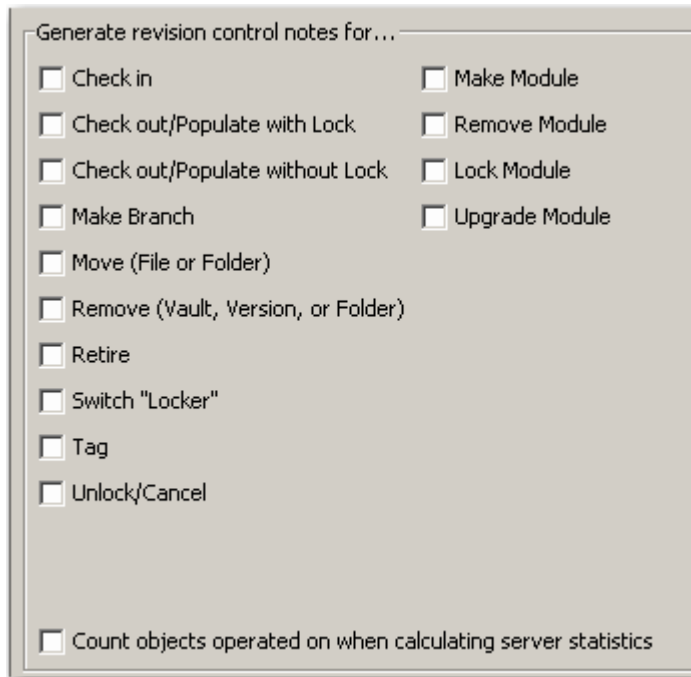 Generate revision control notes for...
Check in
Check out/Populate with Lock
Check out/Populate without Lock
Make Branch
Move (File or Folder)
Remove (Vault, Version, or Folder)
Retire
Switch "Locker"
Tag
Unlock/Cancel
Make Module
Remove Module
Lock Module
Upgrade Module
Count objects operated on when calculating server statistics